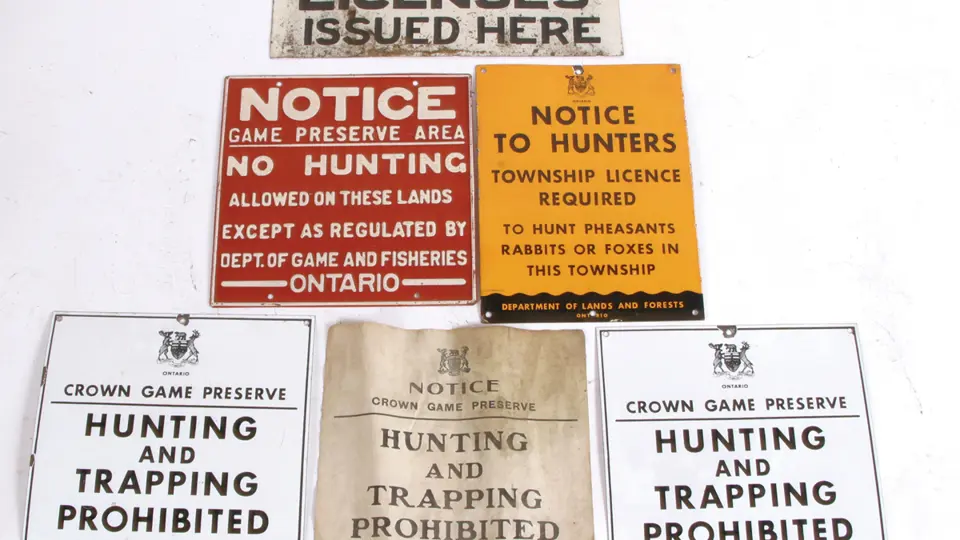 LICENSES
ISSUED HERE
NOTICE
GAME PRESERVE AREA
NO HUNTING
ALLOWED ON THESE LANDS
EXCEPT AS REGULATED BY
DEPT. OF GAME AND FISHERIES
ONTARIO
ONTARIO
NOTICE
TO HUNTERS
TOWNSHIP LICENCE
REQUIRED
TO HUNT PHEASANTS
RABBITS OR FOXES IN
THIS TOWNSHIP
DEPARTMENT OF LANDS AND FORESTS
ONTARIO
ONTARIO
CROWN GAME PRESERVE
HUNTING
AND
TRAPPING
PROHIBITED
NOTICE
CROWN GAME PRESERVE
HUNTING
AND
TRAPPING
PROHIBITED
ONTARIO
CROWN GAME PRESERVE
HUNTING
AND
TRAPPING
PROHIBITED